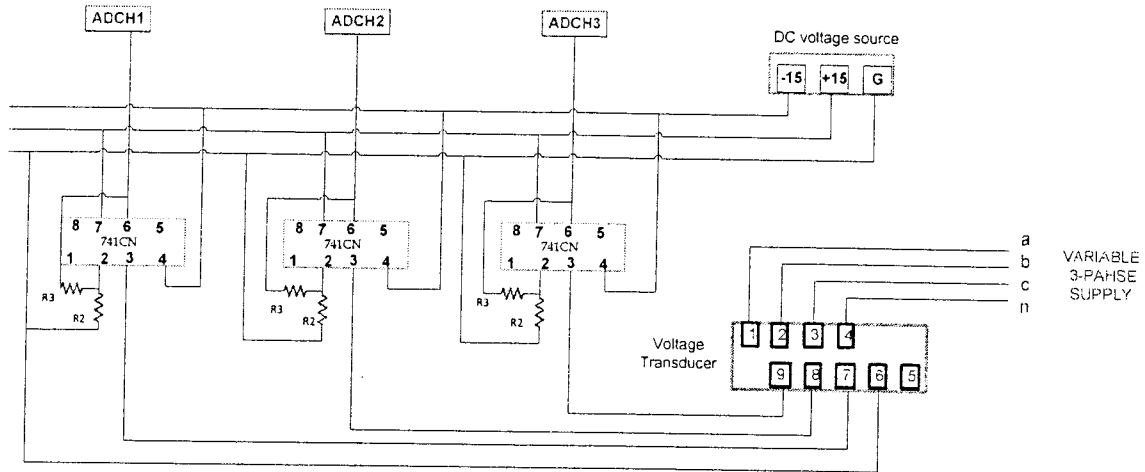 ADCH1
ADCH2
ADCH3
DC voltage source
-15 +15 G
8 7 6 5
741CN
1 2 3 4
R3
R2
8 7 6 5
741CN
1 2 3 4
R3
R2
8 7 6 5
741CN
1 2 3 4
R3
R2
a
b
c
n
VARIABLE
3-PAHSE
SUPPLY
Voltage
Transducer
1 2 3 4
9 8 7 6 5